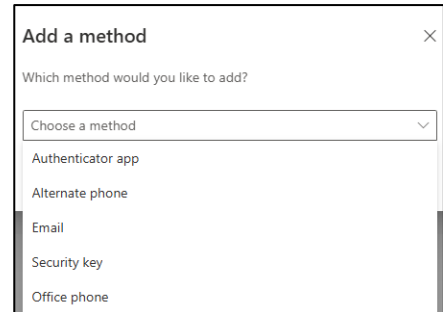 Add a method
Which method would you like to add?
Choose a method
Authenticator app
Alternate phone
Email
Security key
Office phone